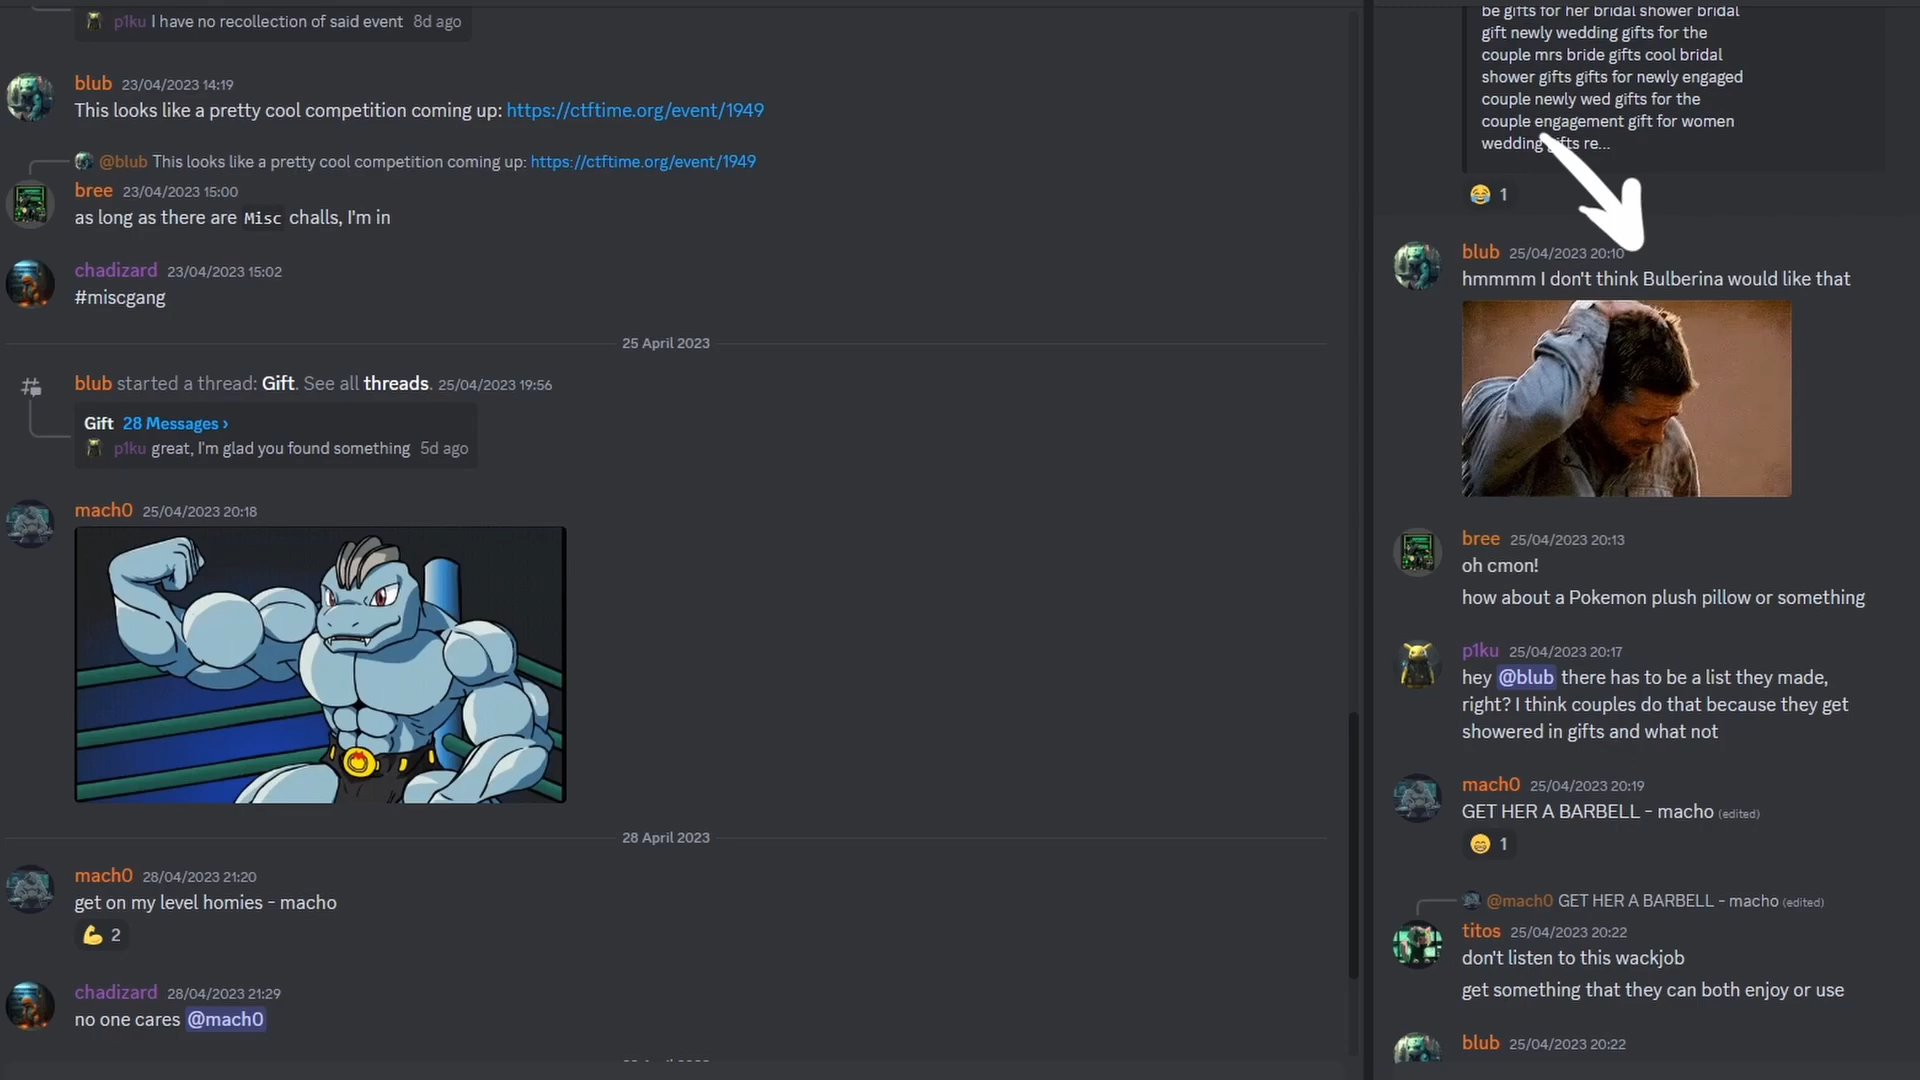 p1ku I have no recollection of said event 8d ago
blub 23/04/2023 14:19
This looks like a pretty cool competition coming up: https://ctftime.org/event/1949
@blub This looks like a pretty cool competition coming up: https://ctftime.org/event/1949
bree 23/04/2023 15:00
as long as there are Misc challs, I'm in
chadizard 23/04/2023 15:02
#miscgang
25 April 2023
blub started a thread: Gift. See all threads. 25/04/2023 19:56
Gift 28 Messages ›
p1ku great, I'm glad you found something 5d ago
mach0 25/04/2023 20:18
28 April 2023
mach0 28/04/2023 21:20
get on my level homies - macho
2
chadizard 28/04/2023 21:29
no one cares @mach0
be gifts for her bridal shower bridal
gift newly wedding gifts for the
couple mrs bride gifts cool bridal
shower gifts gifts for newly engaged
couple newly wed gifts for the
couple engagement gift for women
wedding gifts re...
1
blub 25/04/2023 20:10
hmmmm I don't think Bulberina would like that
bree 25/04/2023 20:13
oh cmon!
how about a Pokemon plush pillow or something
p1ku 25/04/2023 20:17
hey @blub there has to be a list they made,
right? I think couples do that because they get
showered in gifts and what not
mach0 25/04/2023 20:19
GET HER A BARBELL - macho (edited)
1
@mach0 GET HER A BARBELL - macho (edited)
titos 25/04/2023 20:22
don't listen to this wackjob
get something that they can both enjoy or use
blub 25/04/2023 20:22